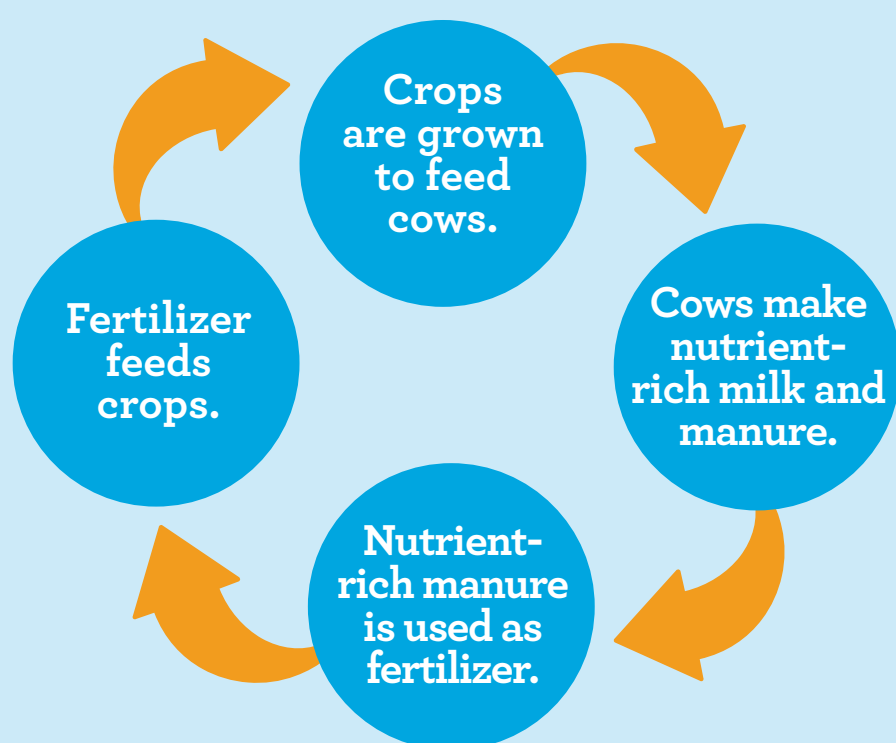 Crops
are grown
to feed
cows.
Cows make
nutrient-
rich milk and
manure.
Nutrient-
rich manure
is used as
fertilizer.
Fertilizer
feeds
crops.